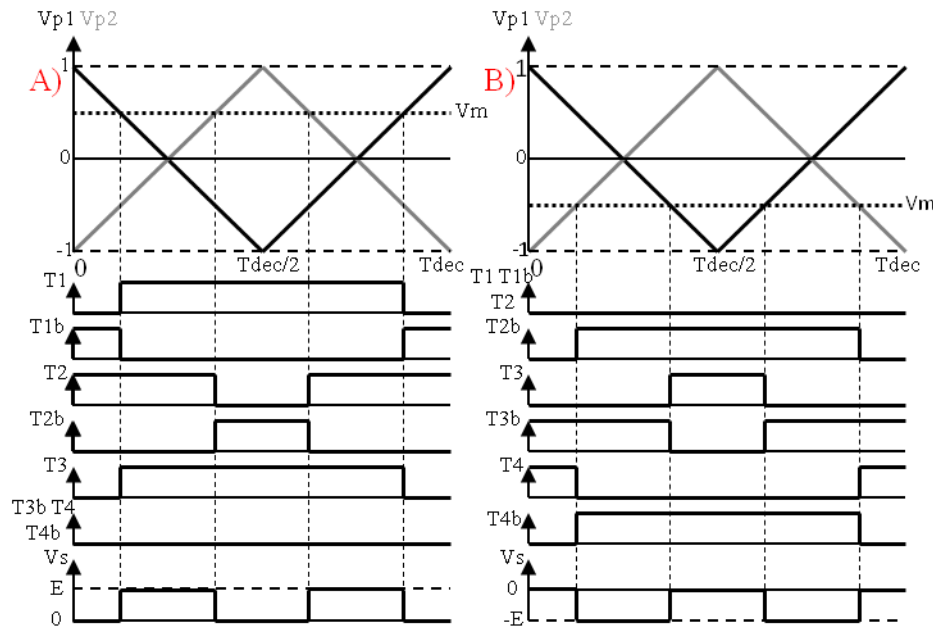 Vp1 Vp2
A)
1
Vm
0
-1
0
Tdec/2
Tdec
T1
T1b
T2
T2b
T3
T3b T4
T4b
Vs
E
0
Vp1 Vp2
B)
1
0
Vm
-1
0
Tdec/2
Tdec
T1 T1b
T2
T2b
T3
T3b
T4
T4b
Vs
0
-E